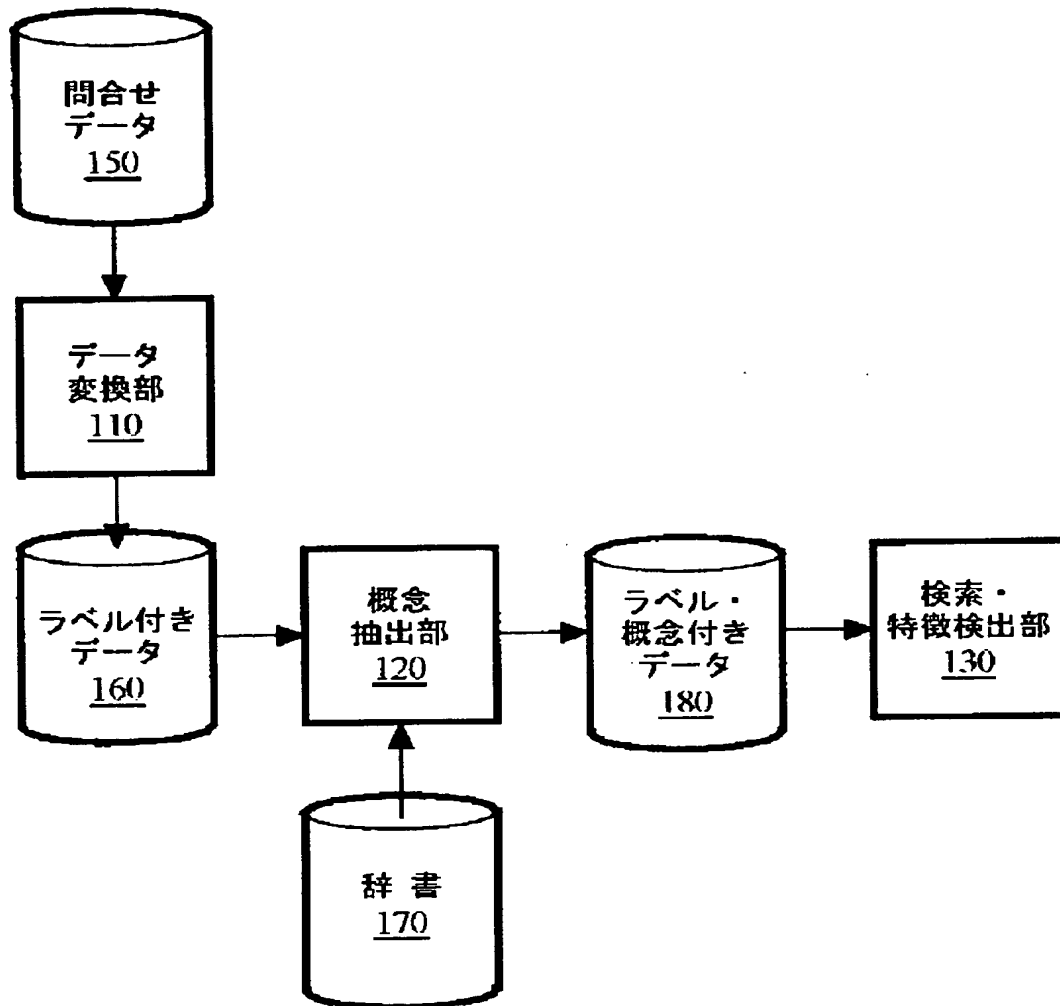 問合せ
データ
150
データ
変換部
110
ラベル付き
データ
160
概念
抽出部
120
ラベル・
概念付き
データ
180
検索・
特徴検出部
130
辞書
170